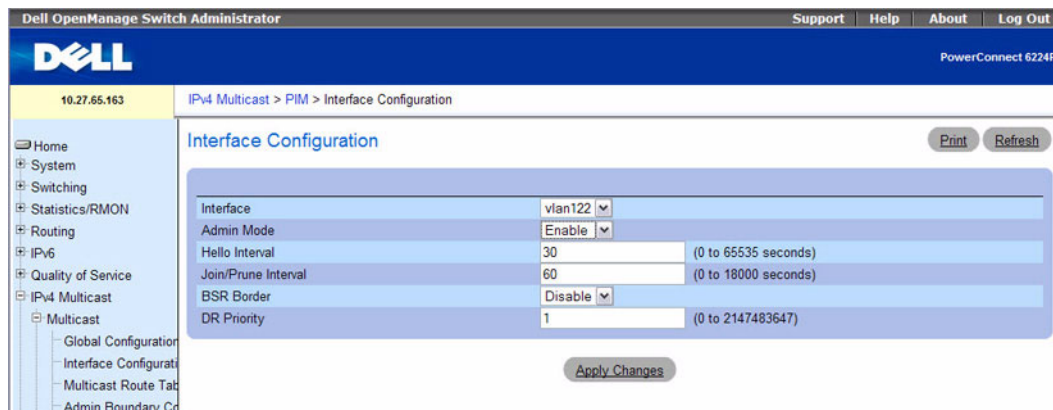 Dell OpenManage Switch Administrator Support Help About Log Out
DELL
PowerConnect 6224F
10.27.65.163
IPv4 Multicast > PIM > Interface Configuration
Home
System
Switching
Statistics/RMON
Routing
IPv6
Quality of Service
IPv4 Multicast
Multicast
Global Configuration
Interface Configurati
Multicast Route Tab
Admin Boundary Co
Interface Configuration
Print Refresh
Interface vlan122
Admin Mode Enable
Hello Interval 30 (0 to 65535 seconds)
Join/Prune Interval 60 (0 to 18000 seconds)
BSR Border Disable
DR Priority 1 (0 to 2147483647)
Apply Changes